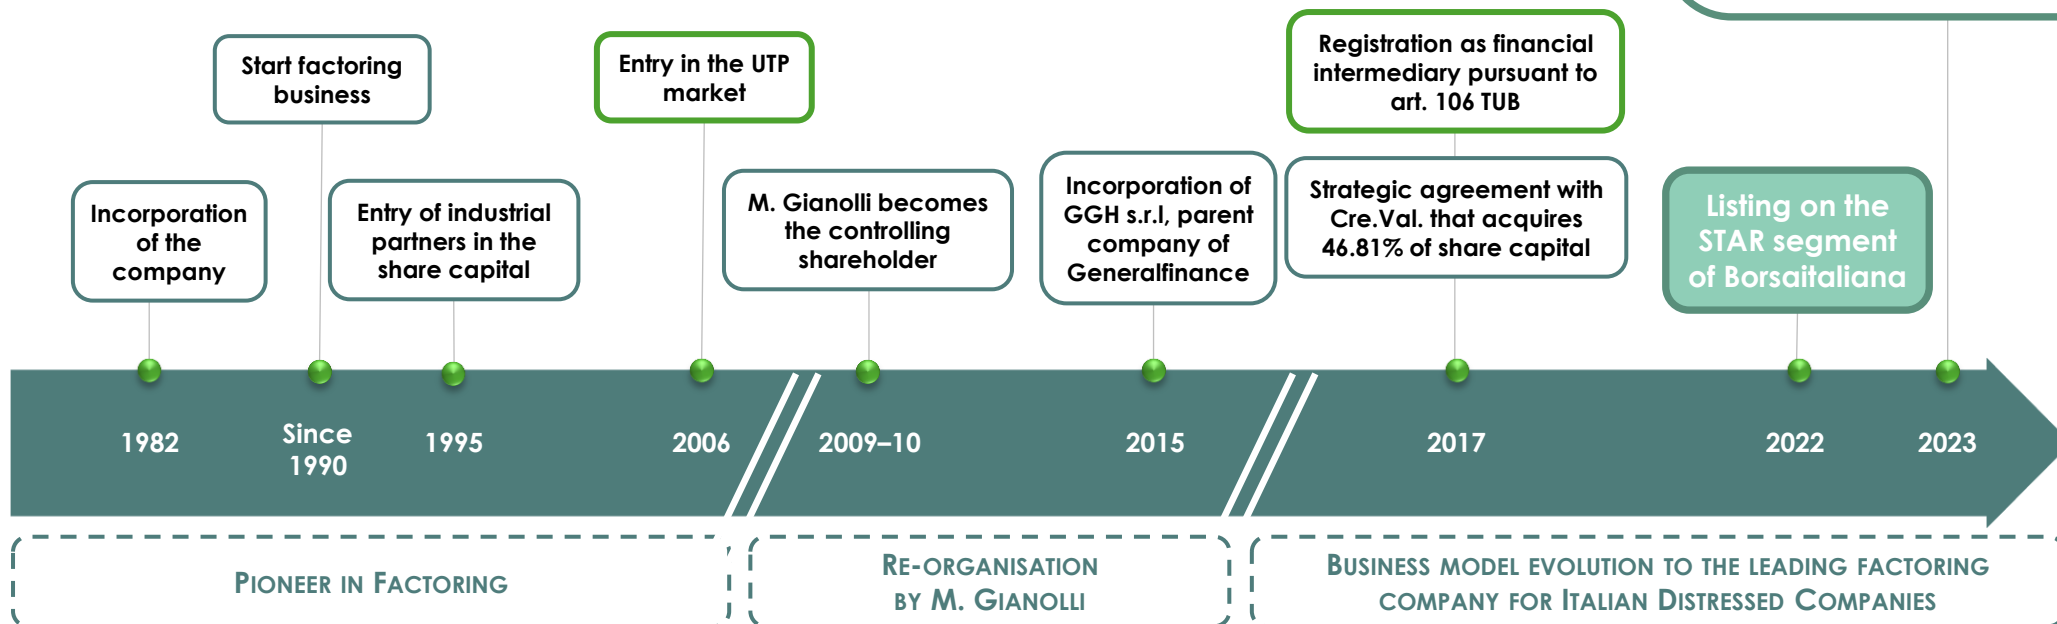 Start factoring
business
Entry in the UTP
market
Registration as financial
intermediary pursuant to
art. 106 TUB
Incorporation
of the
company
Entry of industrial
partners in the
share capital
M. Gianolli becomes
the controlling
shareholder
Incorporation of
GGH s.r.l, parent
company of
Generalfinance
Strategic agreement with
Cre.Val. that acquires
46.81% of share capital
Listing on the
STAR segment
of Borsaitaliana
1982
Since
1990
1995
2006
2009–10
2015
2017
2022
2023
PIONEER IN FACTORING
RE-ORGANISATION
BY M. GIANOLLI
BUSINESS MODEL EVOLUTION TO THE LEADING FACTORING
COMPANY FOR ITALIAN DISTRESSED COMPANIES